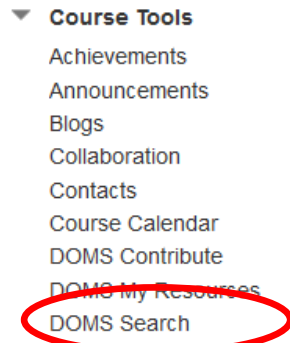 Course Tools
Achievements
Announcements
Blogs
Collaboration
Contacts
Course Calendar
DOMS Contribute
DOMS My Resources
DOMS Search